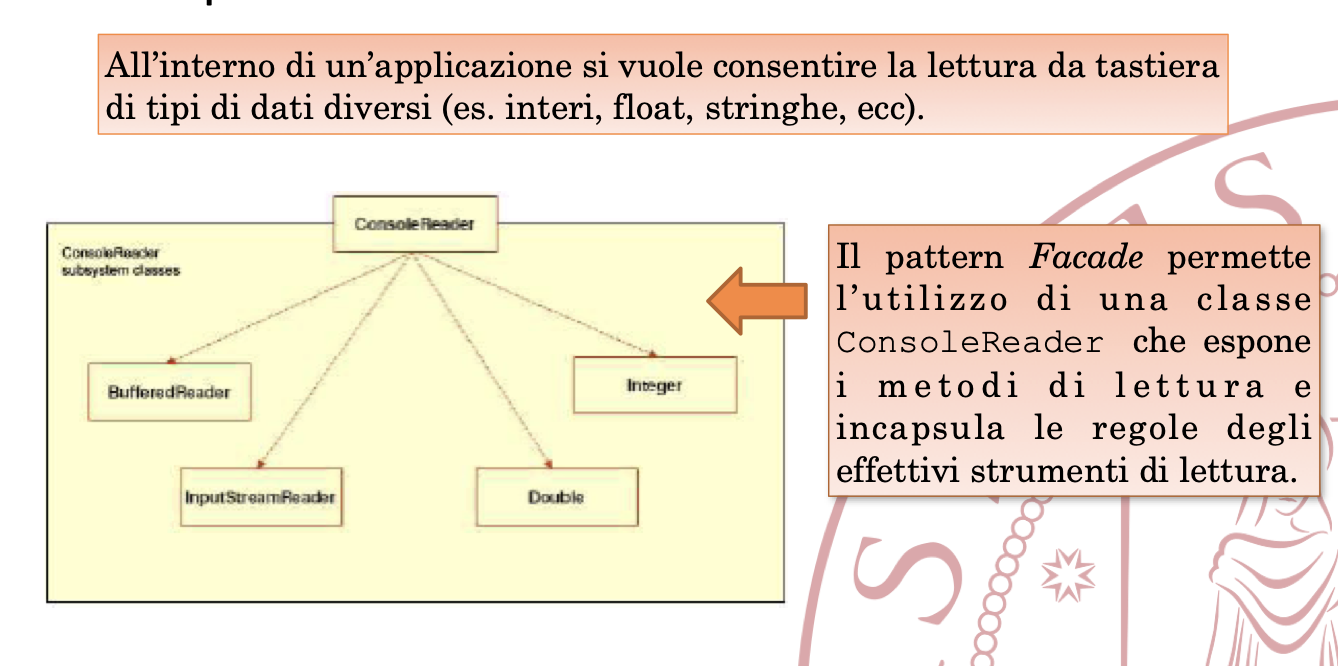 All’interno di un’applicazione si vuole consentire la lettura da tastiera
di tipi di dati diversi (es. interi, float, stringhe, ecc).
ConsoleReader
ConsoleReader
subsystem classes
BufferedReader
Integer
InputStreamReader
Double
Il pattern Facade permette
l’utilizzo di una classe
ConsoleReader che espone
i metodi di lettura e
incapsula le regole degli
effettivi strumenti di lettura.
S
S